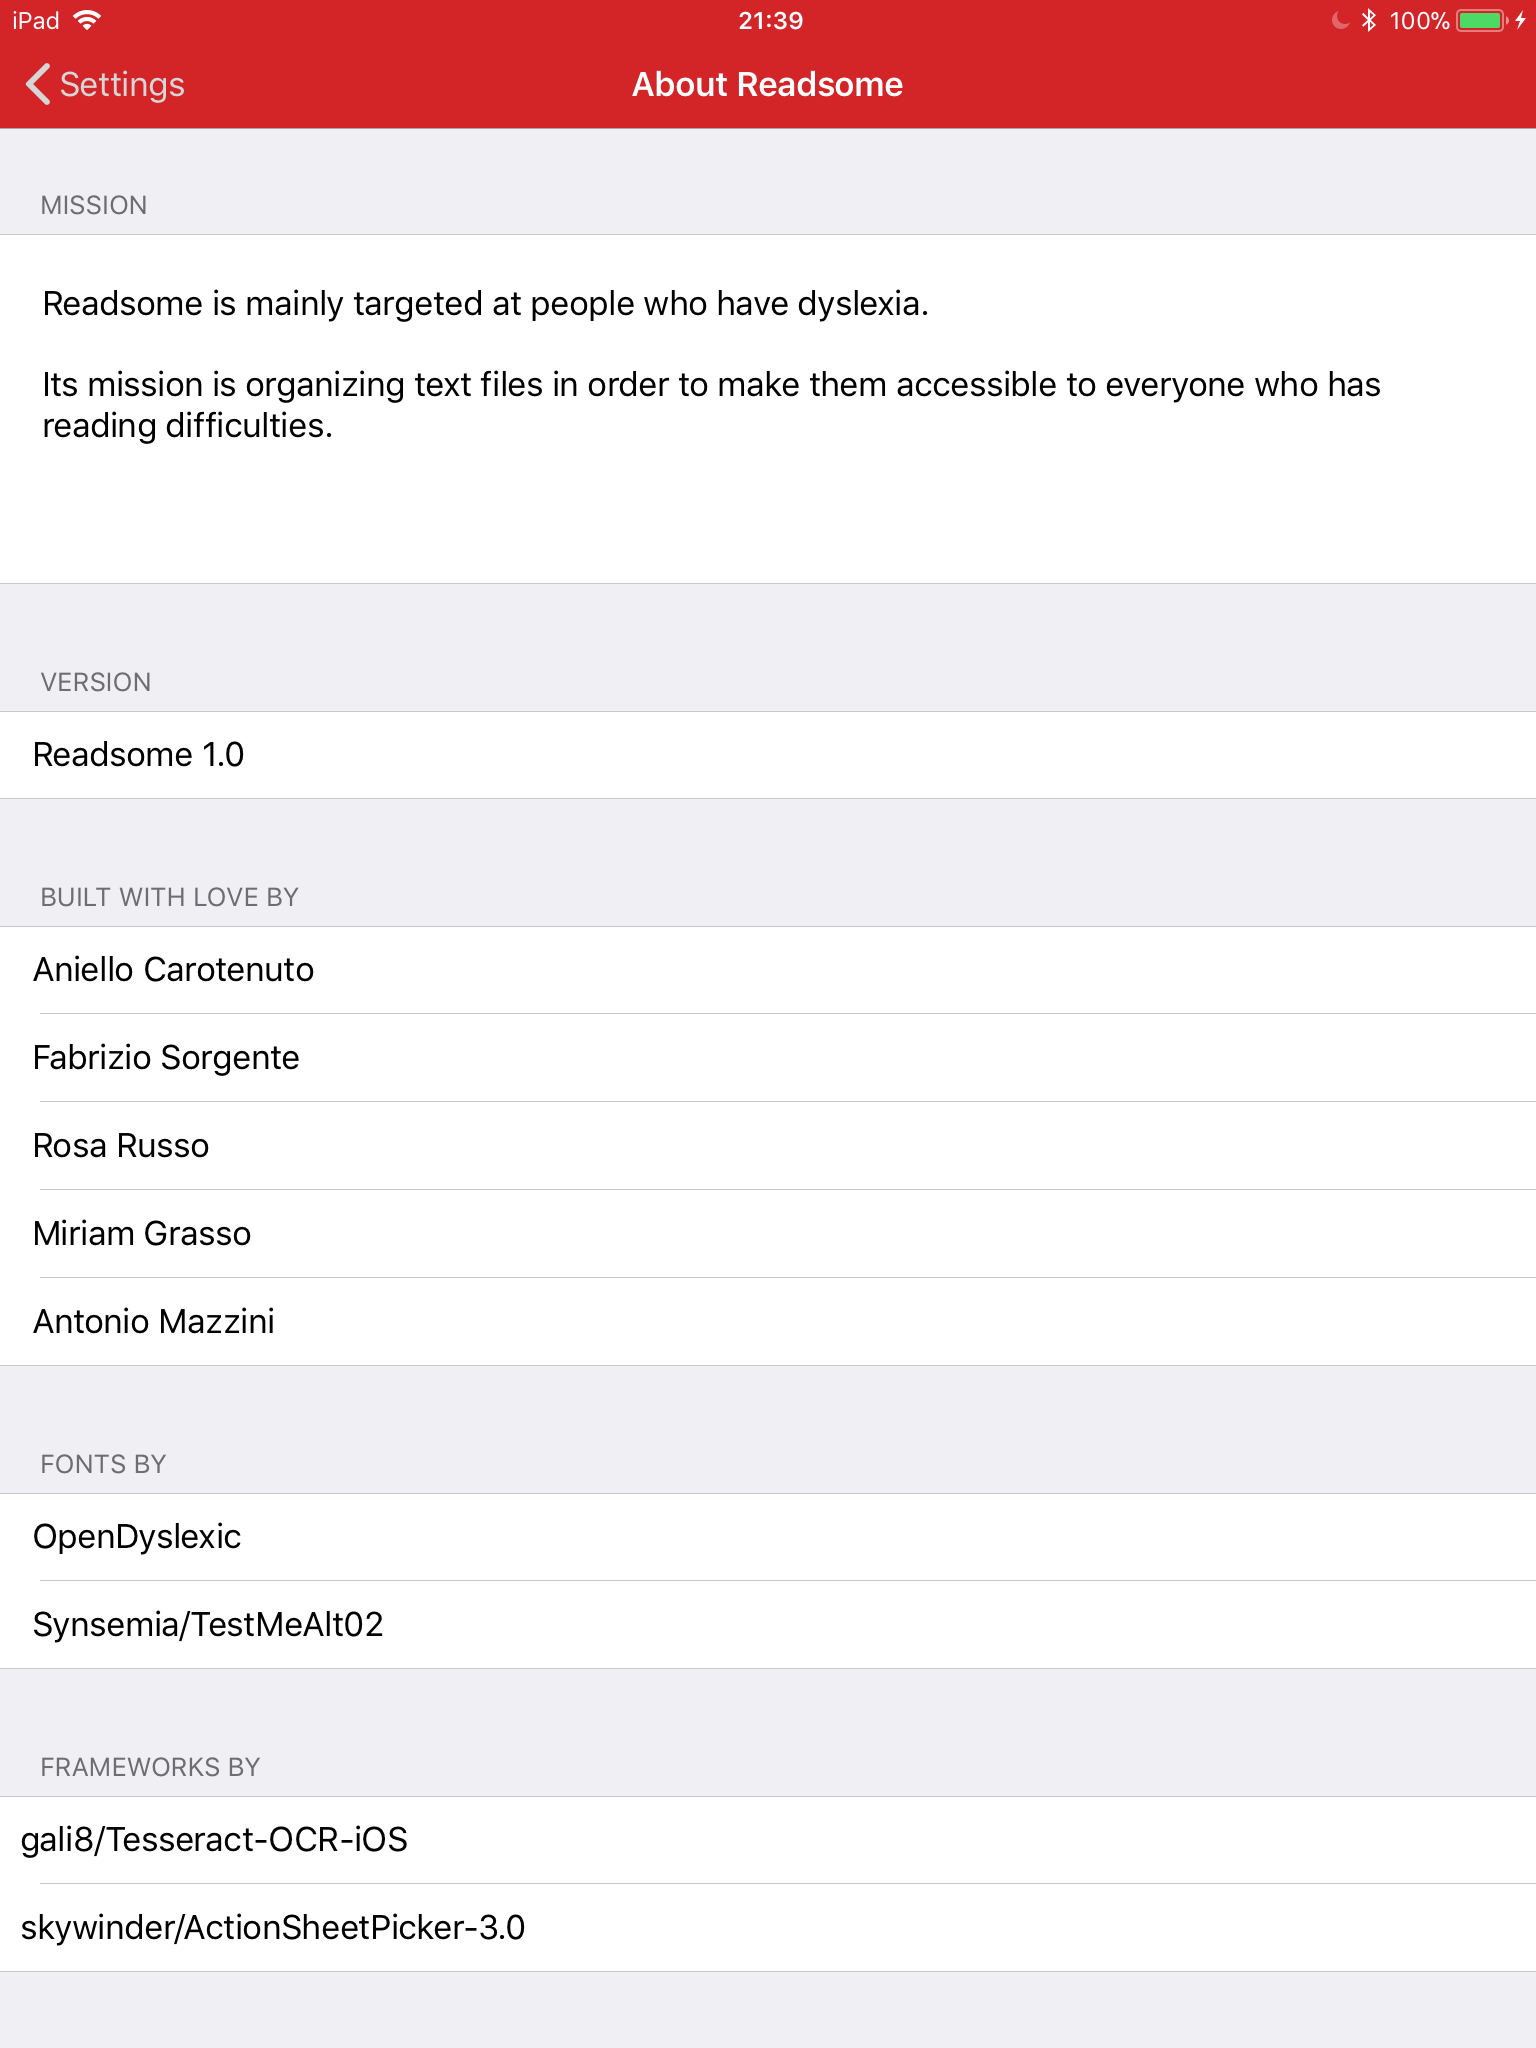 iPad 21:39 100%
Settings About Readsome
MISSION
Readsome is mainly targeted at people who have dyslexia.
Its mission is organizing text files in order to make them accessible to everyone who has
reading difficulties.
VERSION
Readsome 1.0
BUILT WITH LOVE BY
Aniello Carotenuto
Fabrizio Sorgente
Rosa Russo
Miriam Grasso
Antonio Mazzini
FONTS BY
OpenDyslexic
Synsemia/TestMeAlt02
FRAMEWORKS BY
gali8/Tesseract-OCR-iOS
skywinder/ActionSheetPicker-3.0